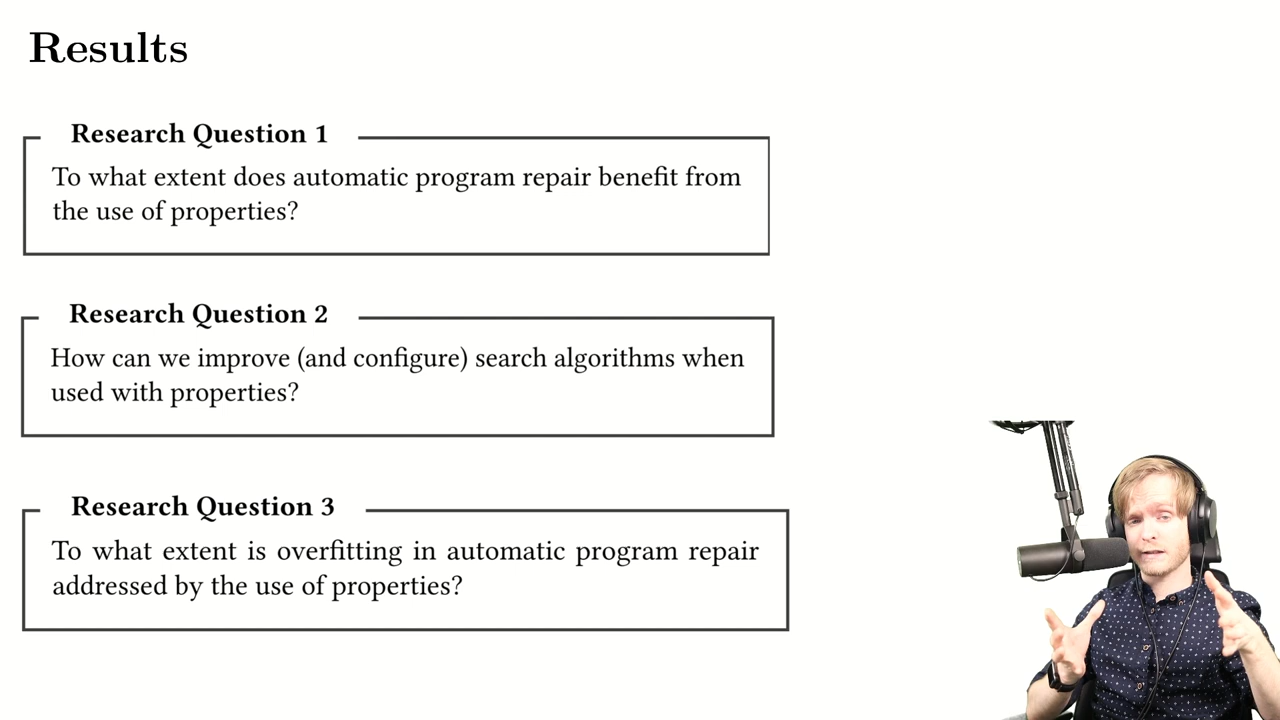 Results
Research Question 1
To what extent does automatic program repair benefit from
the use of properties?
Research Question 2
How can we improve (and configure) search algorithms when
used with properties?
Research Question 3
To what extent is overfitting in automatic program repair
addressed by the use of properties?